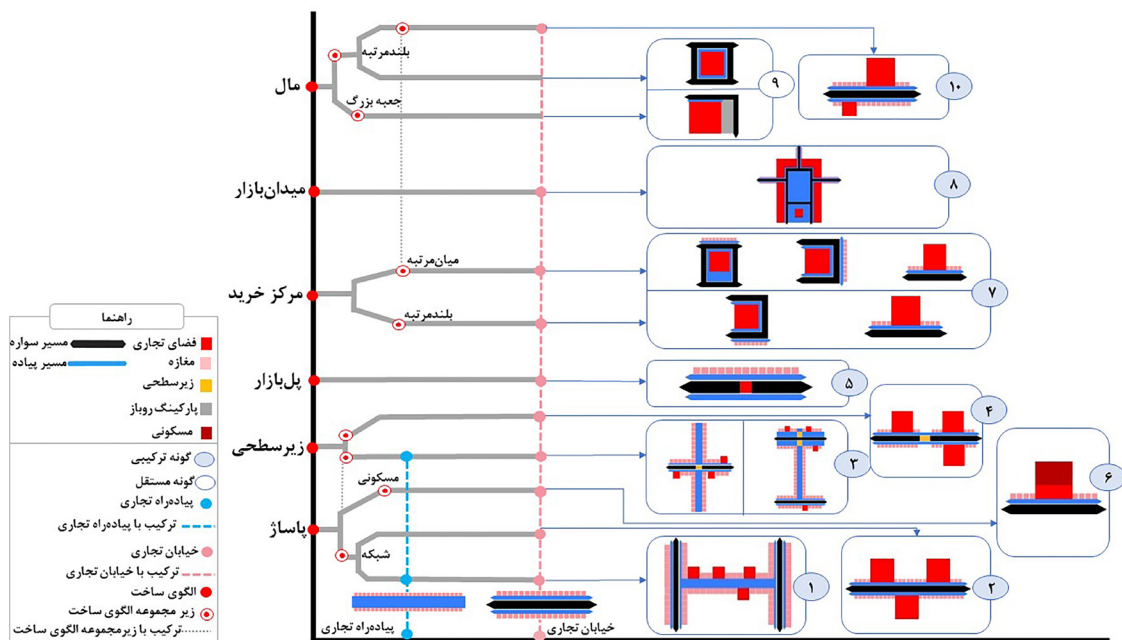 بلندمرتبه
مال
جعبه بزرگ
۹
۱۰
میدان‌بازار
۸
میان‌مرتبه
مرکز خرید
بلندمرتبه
۷
پل‌بازار
۵
۴
زیرسطحی
۳
مسکونی
۶
پاساژ
شبکه
۱
۲
پیاده‌راه تجاری
خیابان تجاری
راهنما
فضای تجاری
مسیر سواره
مغازه
مسیر پیاده
زیرسطحی
پارکینگ روباز
مسکونی
گونه ترکیبی
گونه مستقل
پیاده‌راه تجاری
ترکیب با پیاده‌راه تجاری
خیابان تجاری
ترکیب با خیابان تجاری
الگوی ساخت
زیر مجموعه الگوی ساخت
ترکیب با زیرمجموعه الگوی ساخت